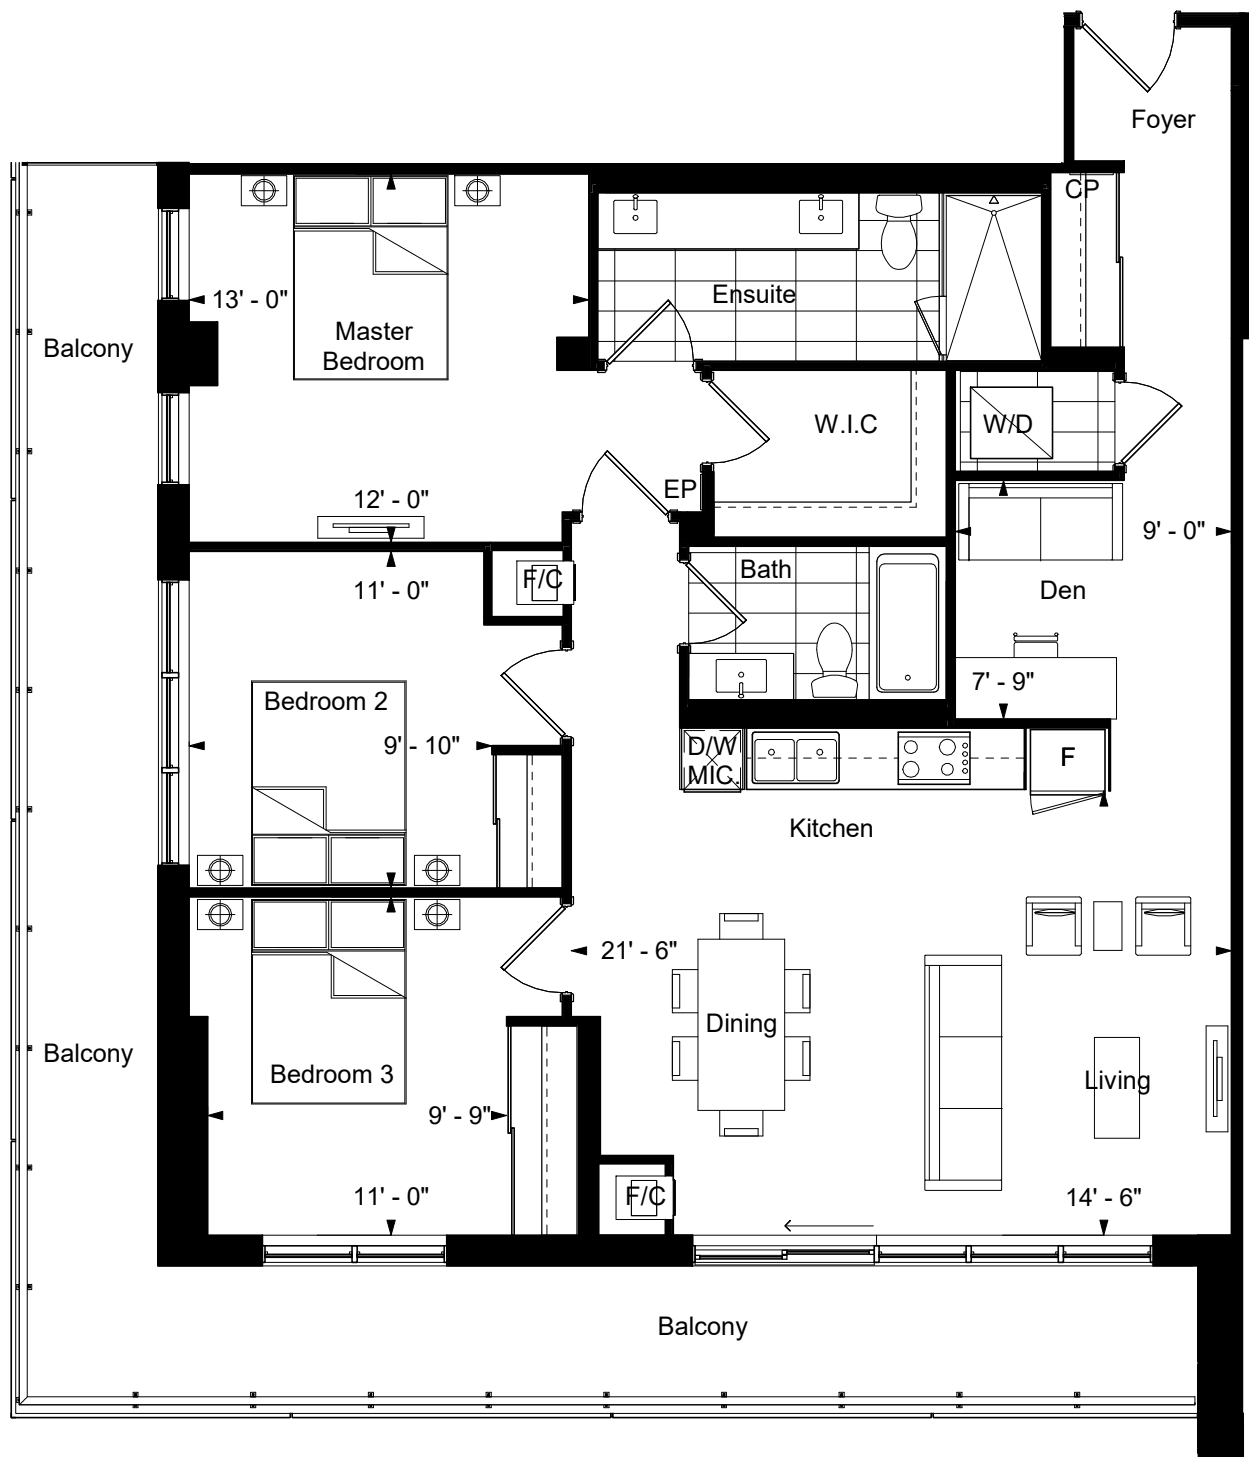 Foyer
CP
Ensuite
13' - 0"
Master
Bedroom
Balcony
W.I.C
W/D
12' - 0"
EP
9' - 0"
Bath
F/C
11' - 0"
Den
7' - 9"
Bedroom 2
9' - 10"
D/W
MIC.
F
Kitchen
21' - 6"
Dining
Balcony
Bedroom 3
Living
9' - 9"
11' - 0"
F/C
14' - 6"
Balcony